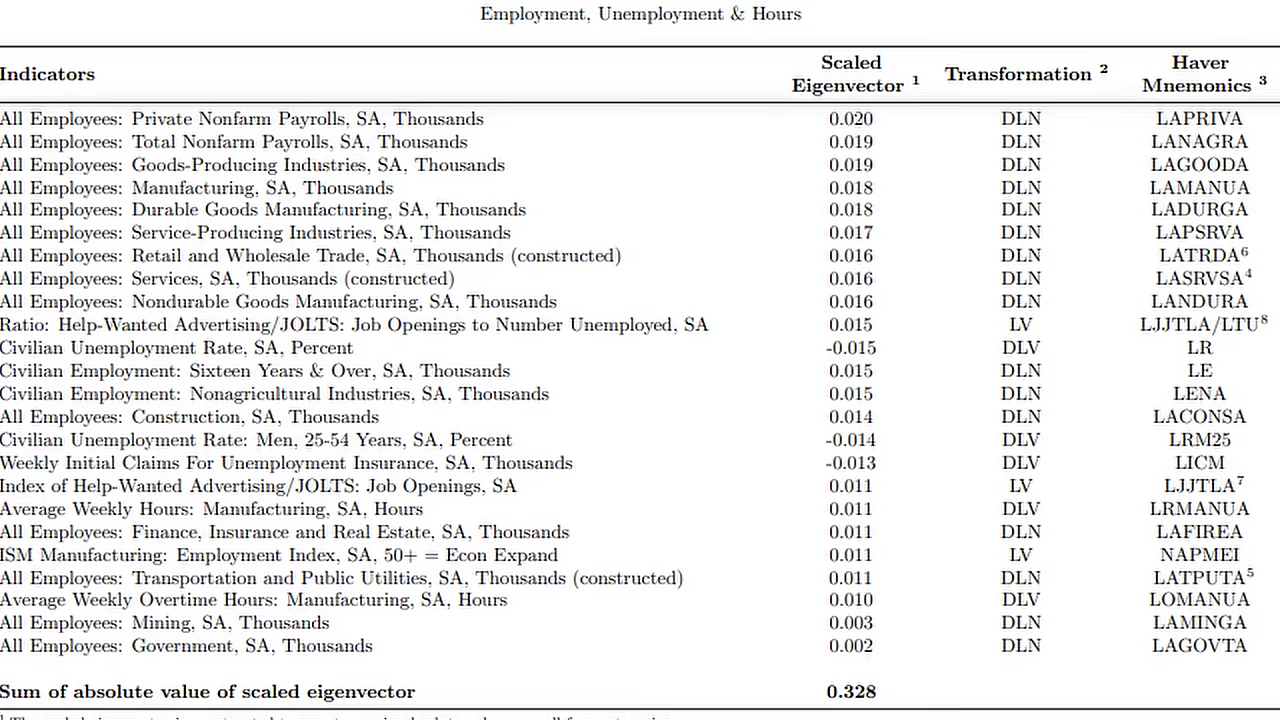 Employment, Unemployment & Hours
Indicators Scaled Eigenvector ¹ Transformation ² Haver Mnemonics ³
All Employees: Private Nonfarm Payrolls, SA, Thousands 0.020 DLN LAPRIVA
All Employees: Total Nonfarm Payrolls, SA, Thousands 0.019 DLN LANAGRA
All Employees: Goods-Producing Industries, SA, Thousands 0.019 DLN LAGOODA
All Employees: Manufacturing, SA, Thousands 0.018 DLN LAMANUA
All Employees: Durable Goods Manufacturing, SA, Thousands 0.018 DLN LADURGA
All Employees: Service-Producing Industries, SA, Thousands 0.017 DLN LAPSRVA
All Employees: Retail and Wholesale Trade, SA, Thousands (constructed) 0.016 DLN LATRDA⁶
All Employees: Services, SA, Thousands (constructed) 0.016 DLN LASRVSA⁴
All Employees: Nondurable Goods Manufacturing, SA, Thousands 0.016 DLN LANDURA
Ratio: Help-Wanted Advertising/JOLTS: Job Openings to Number Unemployed, SA 0.015 LV LJJTLA/LTU⁸
Civilian Unemployment Rate, SA, Percent -0.015 DLV LR
Civilian Employment: Sixteen Years & Over, SA, Thousands 0.015 DLN LE
Civilian Employment: Nonagricultural Industries, SA, Thousands 0.015 DLN LENA
All Employees: Construction, SA, Thousands 0.014 DLN LACONSA
Civilian Unemployment Rate: Men, 25-54 Years, SA, Percent -0.014 DLV LRM25
Weekly Initial Claims For Unemployment Insurance, SA, Thousands -0.013 DLV LICM
Index of Help-Wanted Advertising/JOLTS: Job Openings, SA 0.011 LV LJJTLA⁷
Average Weekly Hours: Manufacturing, SA, Hours 0.011 DLV LRMANUA
All Employees: Finance, Insurance and Real Estate, SA, Thousands 0.011 DLN LAFIREA
ISM Manufacturing: Employment Index, SA, 50+ = Econ Expand 0.011 LV NAPMEI
All Employees: Transportation and Public Utilities, SA, Thousands (constructed) 0.011 DLN LATPUTA⁵
Average Weekly Overtime Hours: Manufacturing, SA, Hours 0.010 DLV LOMANUA
All Employees: Mining, SA, Thousands 0.003 DLN LAMINGA
All Employees: Government, SA, Thousands 0.002 DLN LAGOVTA
Sum of absolute value of scaled eigenvector 0.328